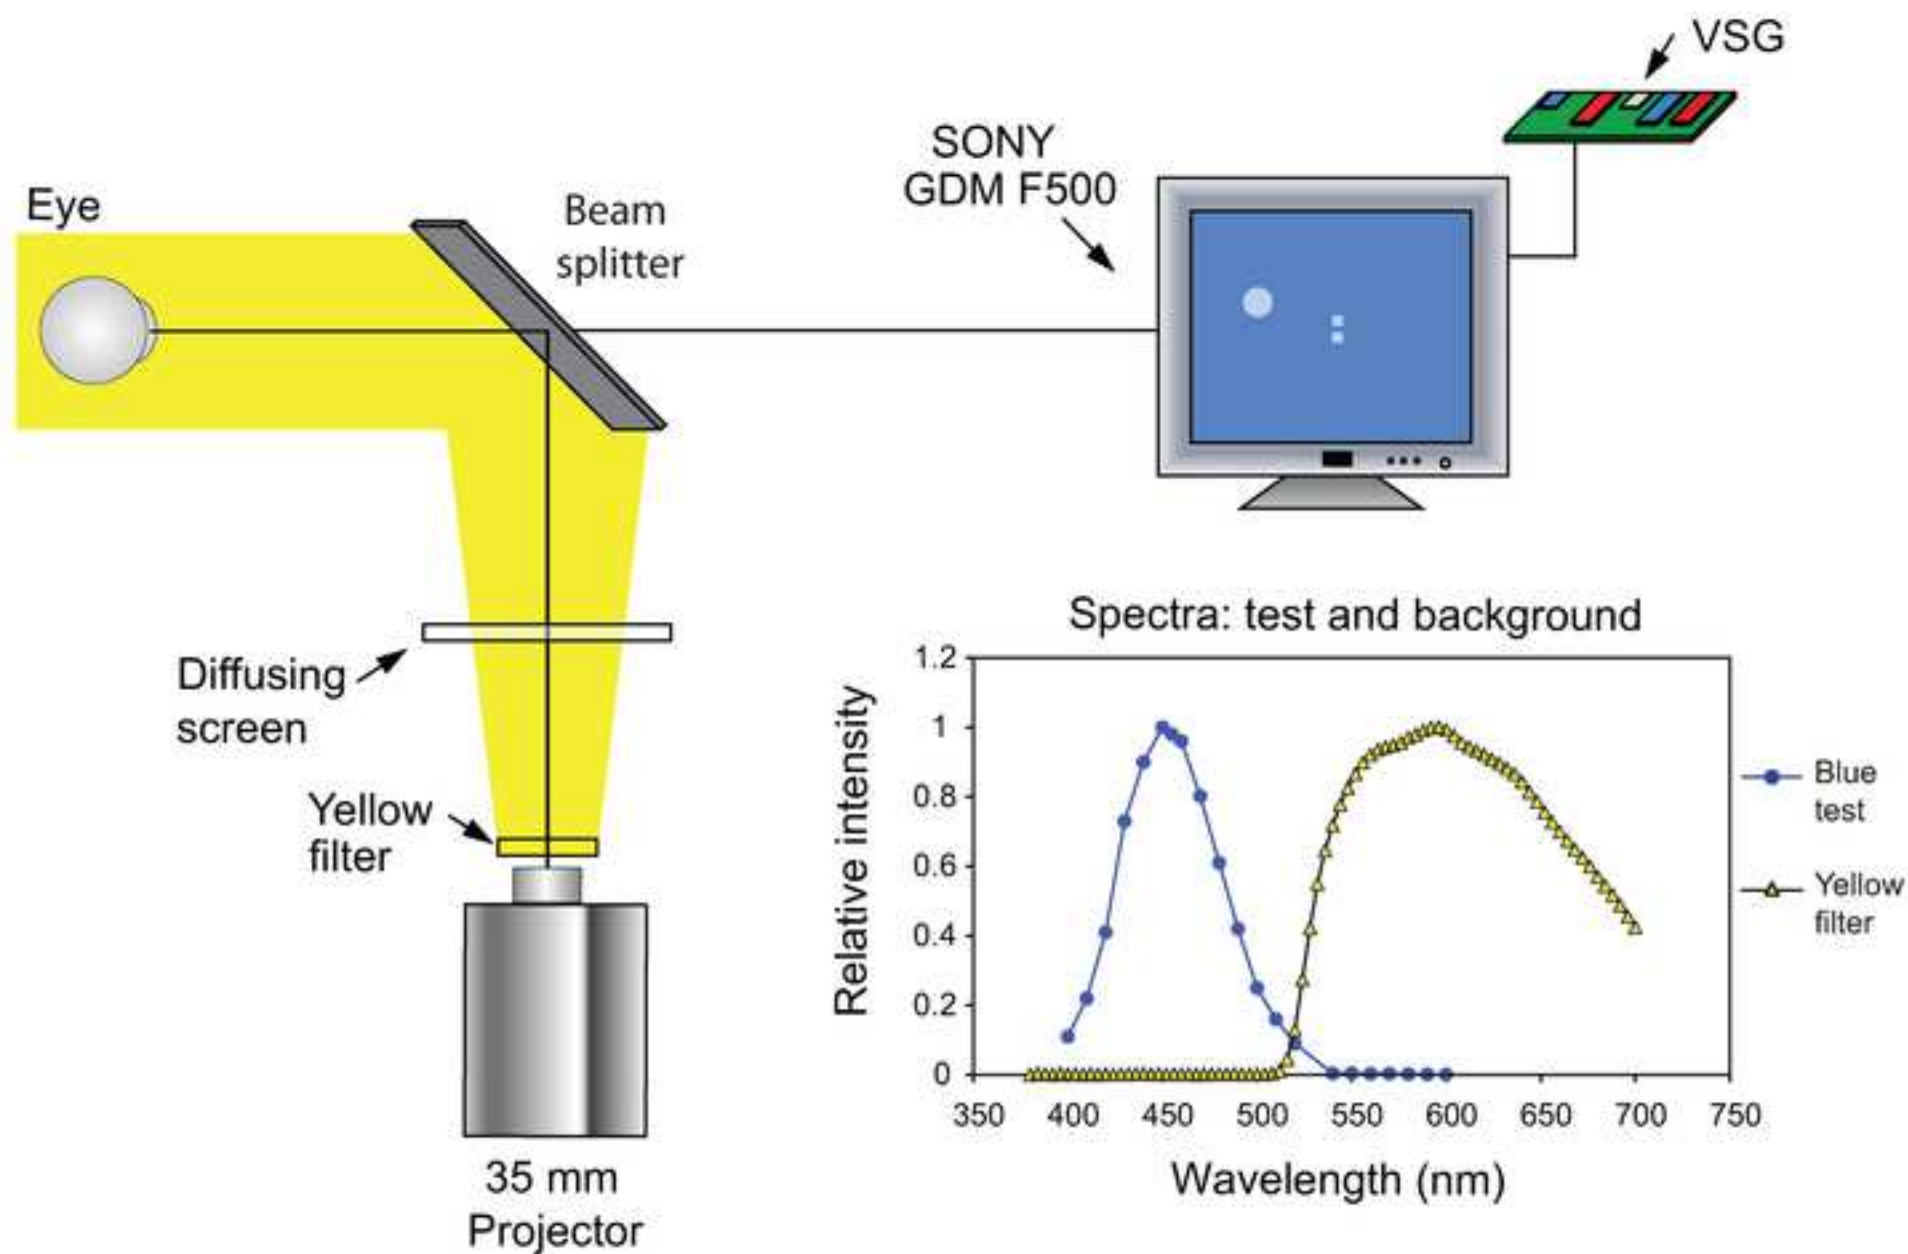 VSG
SONY
GDM F500
Eye
Beam
splitter
Diffusing
screen
Yellow
filter
35 mm
Projector
Spectra: test and background
Relative intensity
1.2
1
0.8
0.6
0.4
0.2
0
350 400 450 500 550 600 650 700 750
Wavelength (nm)
Blue
test
Yellow
filter